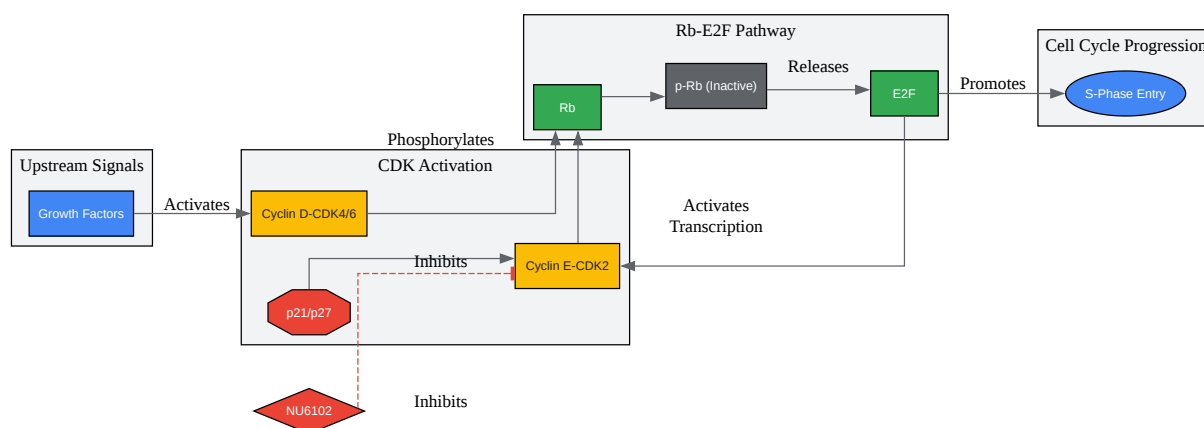 Rb-E2F Pathway
Cell Cycle Progression
p-Rb (Inactive)
Releases
E2F
Promotes
S-Phase Entry
Rb
Phosphorylates
Upstream Signals
CDK Activation
Growth Factors
Activates
Cyclin D-CDK4/6
Activates
Transcription
Inhibits
Cyclin E-CDK2
p21/p27
NU6102
Inhibits